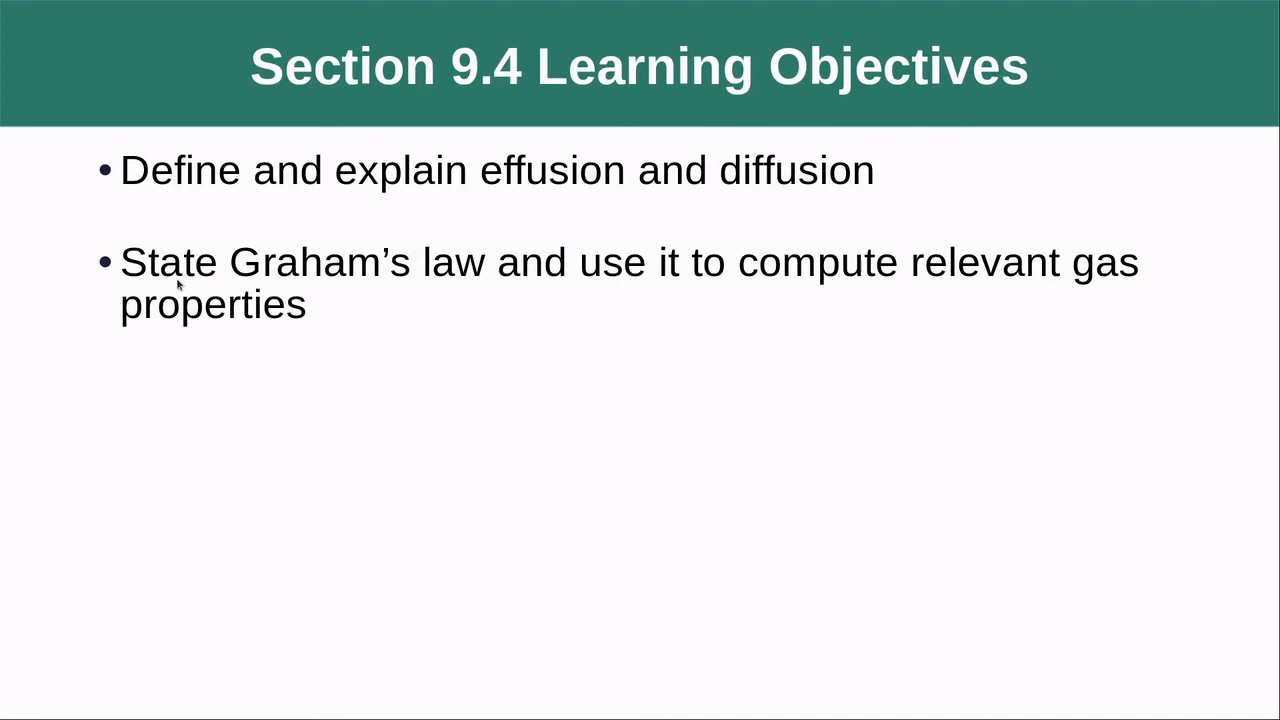 Section 9.4 Learning Objectives
• Define and explain effusion and diffusion
• State Graham’s law and use it to compute relevant gas
properties